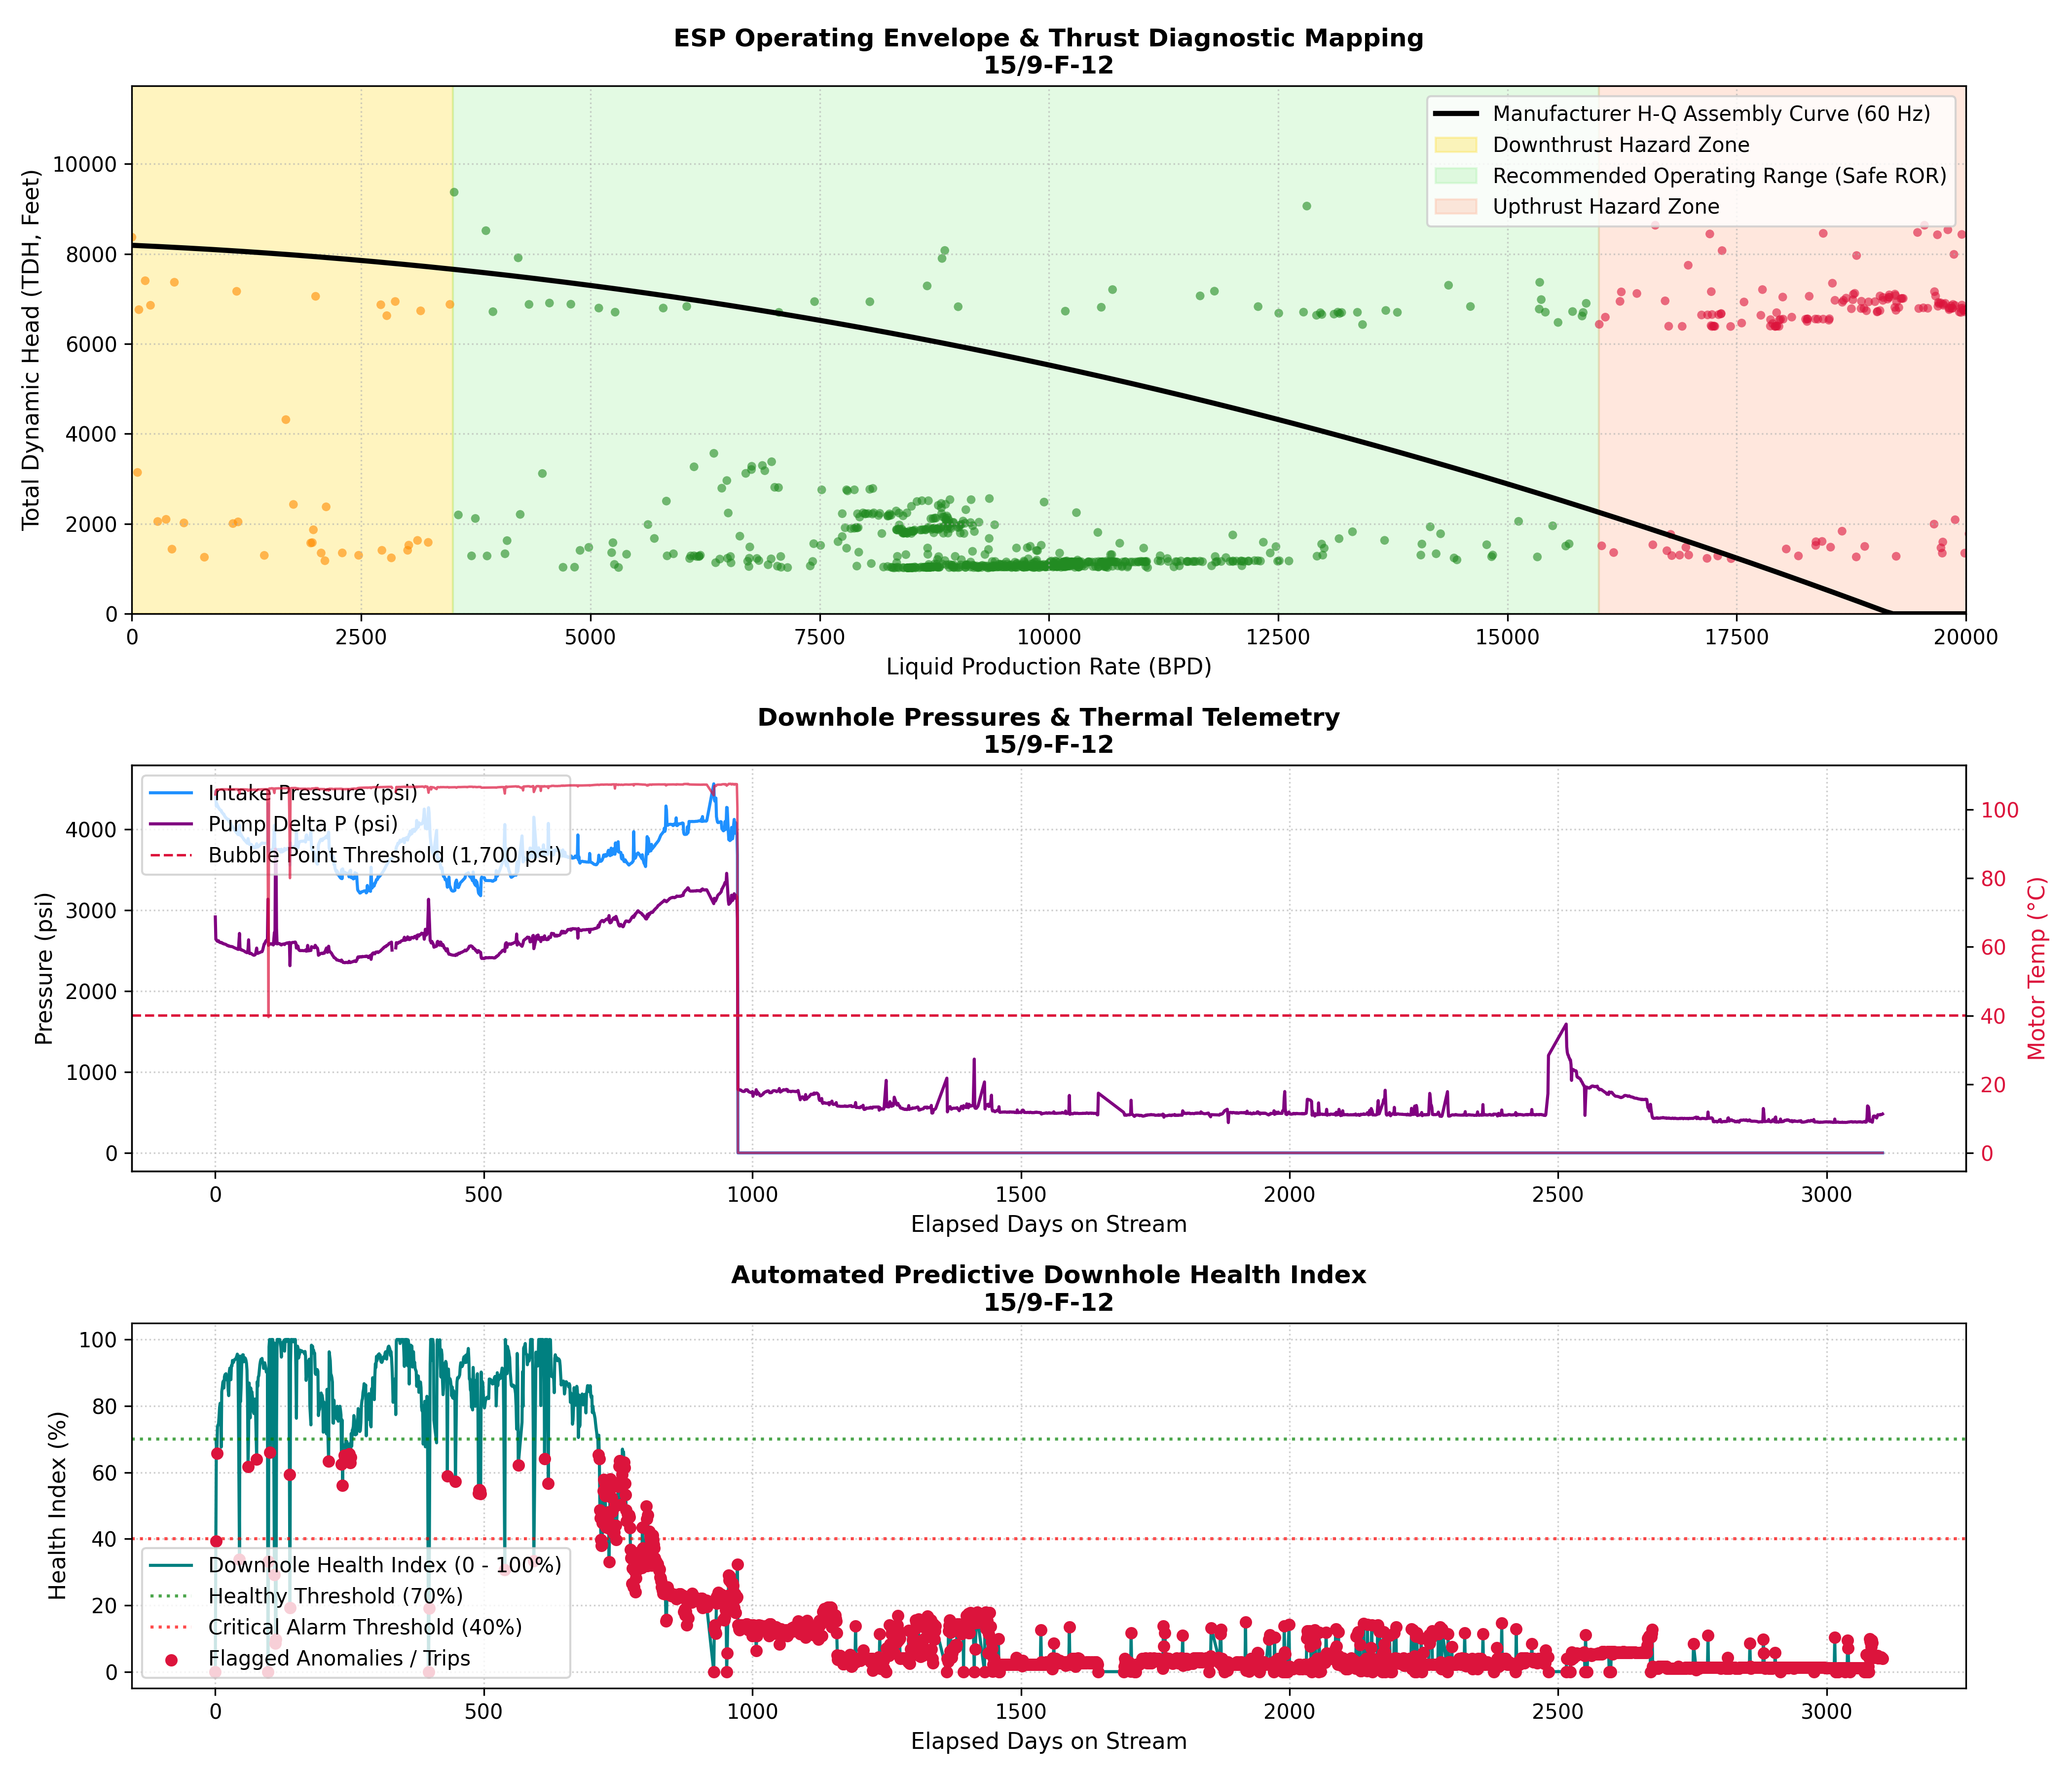 ESP Operating Envelope & Thrust Diagnostic Mapping
15/9-F-12
Total Dynamic Head (TDH, Feet)
10000
8000
6000
4000
2000
0
Manufacturer H-Q Assembly Curve (60 Hz)
Downthrust Hazard Zone
Recommended Operating Range (Safe ROR)
Upthrust Hazard Zone
0 2500 5000 7500 10000 12500 15000 17500 20000
Liquid Production Rate (BPD)
Downhole Pressures & Thermal Telemetry
15/9-F-12
Pressure (psi)
4000
3000
2000
1000
0
Intake Pressure (psi)
Pump Delta P (psi)
Bubble Point Threshold (1,700 psi)
100
80
60
40
20
0
Motor Temp (°C)
0 500 1000 1500 2000 2500 3000
Elapsed Days on Stream
Automated Predictive Downhole Health Index
15/9-F-12
Health Index (%)
100
80
60
40
20
0
Downhole Health Index (0 - 100%)
Healthy Threshold (70%)
Critical Alarm Threshold (40%)
Flagged Anomalies / Trips
0 500 1000 1500 2000 2500 3000
Elapsed Days on Stream